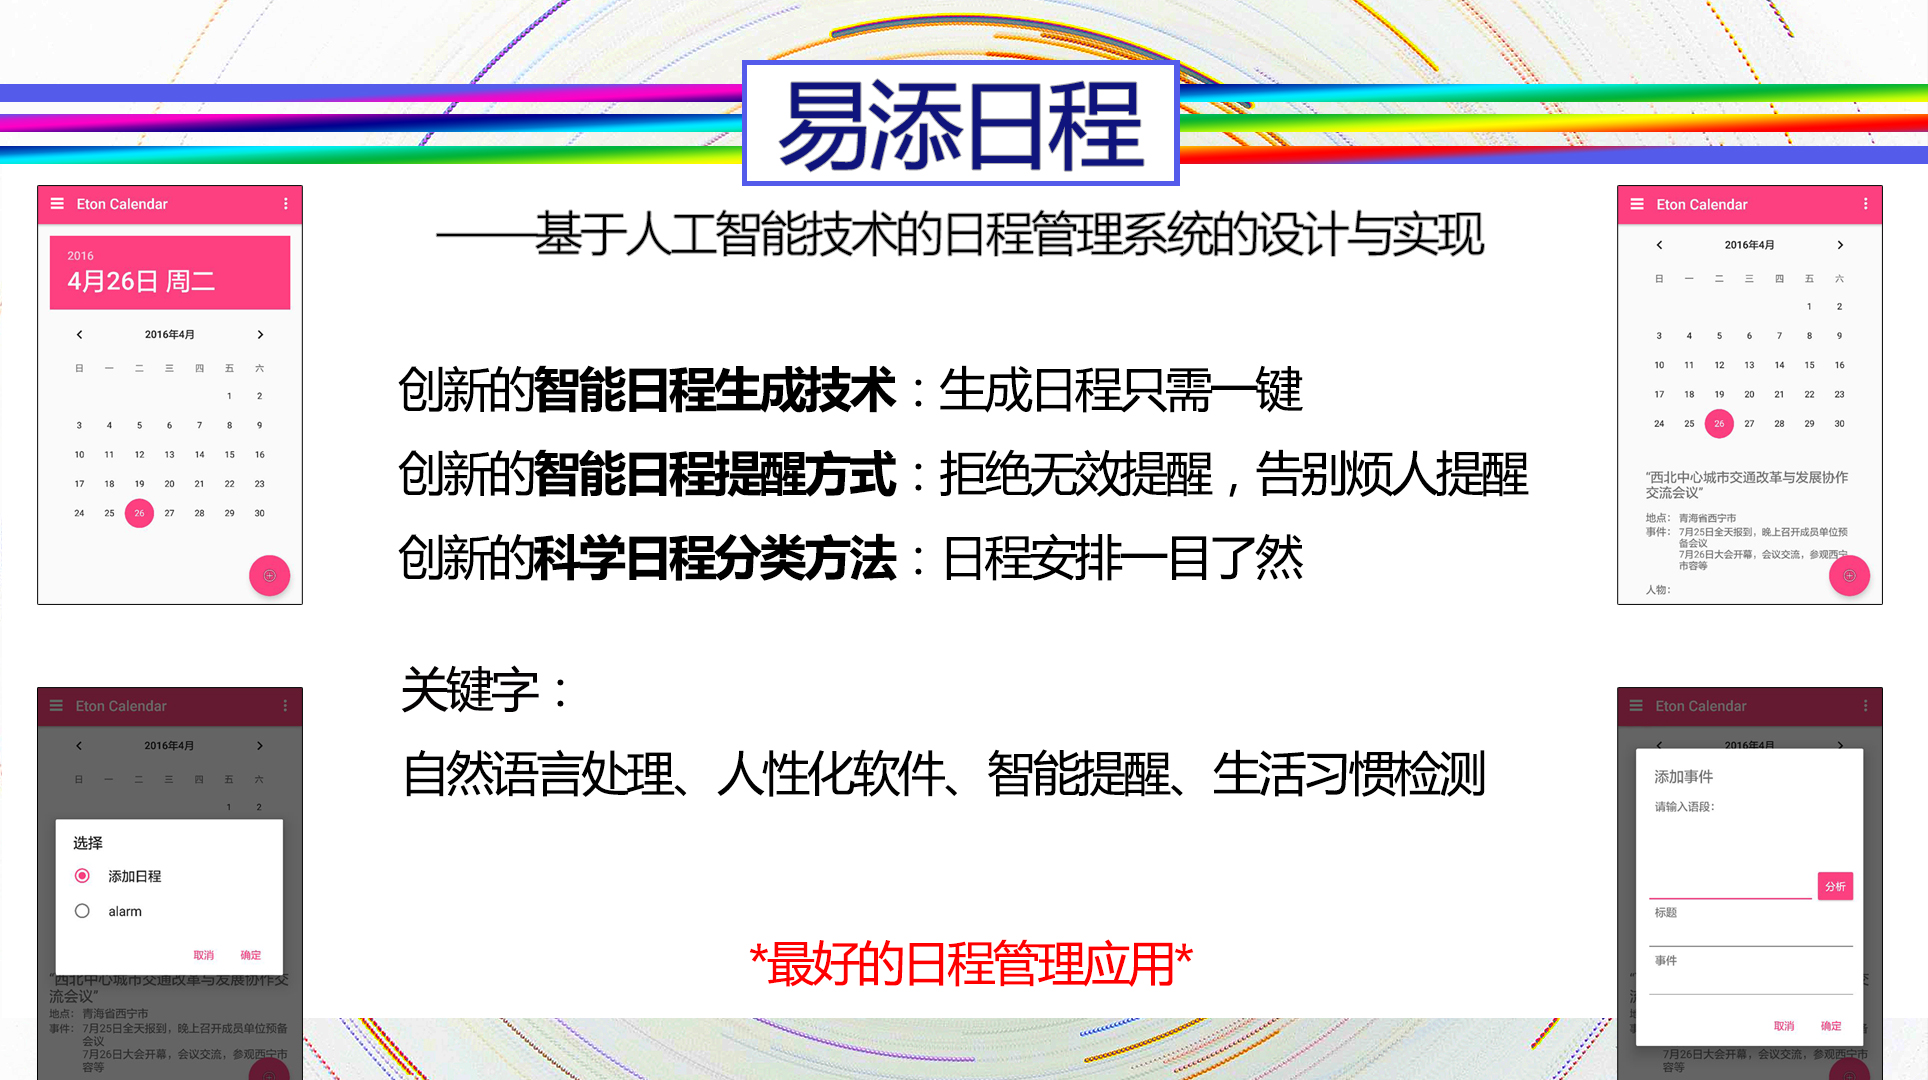 易添日程
——基于人工智能技术的日程管理系统的设计与实现
创新的智能日程生成技术：生成日程只需一键
创新的智能日程提醒方式：拒绝无效提醒，告别烦人提醒
创新的科学日程分类方法：日程安排一目了然
关键字：
自然语言处理、人性化软件、智能提醒、生活习惯检测
*最好的日程管理应用*
Eton Calendar
2016
4月26日 周二
2016年4月
日 一 二 三 四 五 六
1 2
3 4 5 6 7 8 9
10 11 12 13 14 15 16
17 18 19 20 21 22 23
24 25 26 27 28 29 30
Eton Calendar
2016年4月
日 一 二 三 四 五 六
1 2
选择
添加日程
alarm
取消 确定
“西北中心城市交通改革与发展协作交
流会议”
地点： 青海省西宁市
事件： 7月25日全天报到，晚上召开成员单位预备
会议
7月26日大会开幕，会议交流，参观西宁市
容等
Eton Calendar
2016年4月
日 一 二 三 四 五 六
1 2
3 4 5 6 7 8 9
10 11 12 13 14 15 16
17 18 19 20 21 22 23
24 25 26 27 28 29 30
“西北中心城市交通改革与发展协作
交流会议”
地点： 青海省西宁市
事件： 7月25日全天报到，晚上召开成员单位预
备会议
7月26日大会开幕，会议交流，参观西宁
市容等
人物：
Eton Calendar
2016年4月
添加事件
请输入语段：
分析
标题
事件
取消 确定
7月26日大会开幕，会议交流，参观西宁市
容等